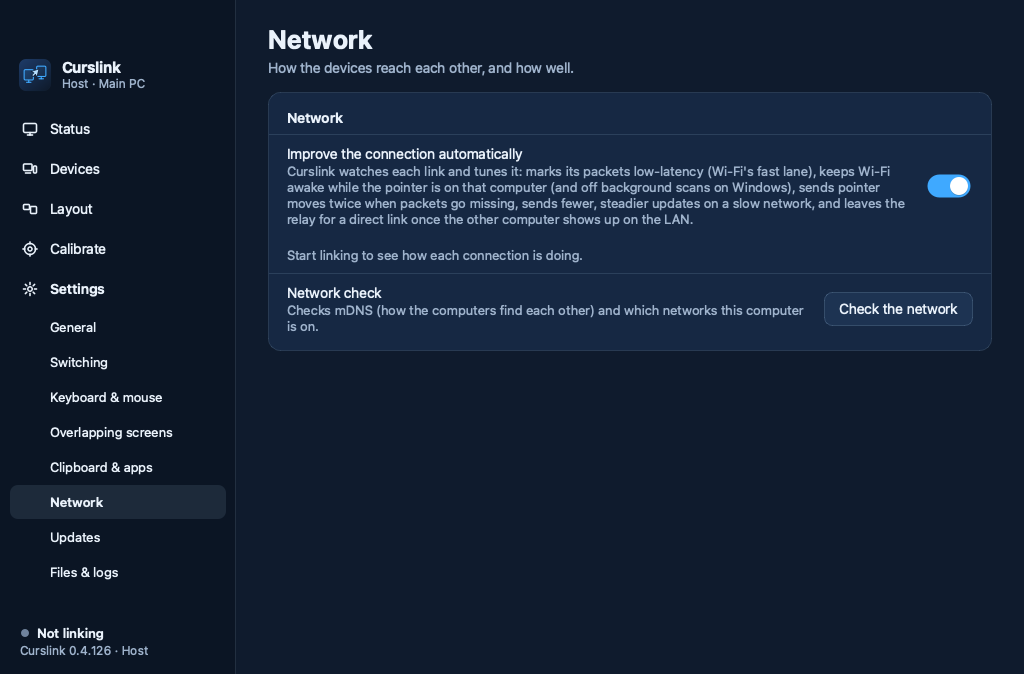 Curslink
Host · Main PC
Status
Devices
Layout
Calibrate
Settings
General
Switching
Keyboard & mouse
Overlapping screens
Clipboard & apps
Network
Updates
Files & logs
Not linking
Curslink 0.4.126 · Host
Network
How the devices reach each other, and how well.
Network
Improve the connection automatically
Curslink watches each link and tunes it: marks its packets low-latency (Wi-Fi's fast lane), keeps Wi-Fi
awake while the pointer is on that computer (and off background scans on Windows), sends pointer
moves twice when packets go missing, sends fewer, steadier updates on a slow network, and leaves the
relay for a direct link once the other computer shows up on the LAN.
Start linking to see how each connection is doing.
Network check
Checks mDNS (how the computers find each other) and which networks this computer
is on.
Check the network